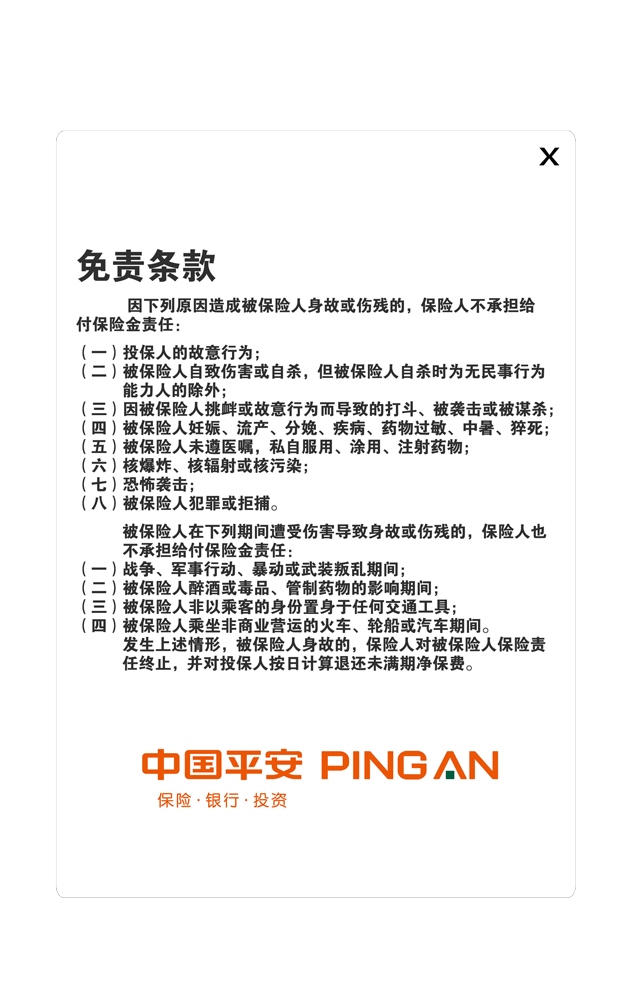 X
免责条款
因下列原因造成被保险人身故或伤残的，保险人不承担给
付保险金责任：
（一）投保人的故意行为；
（二）被保险人自致伤害或自杀，但被保险人自杀时为无民事行为
能力人的除外；
（三）因被保险人挑衅或故意行为而导致的打斗、被袭击或被谋杀；
（四）被保险人妊娠、流产、分娩、疾病、药物过敏、中暑、猝死；
（五）被保险人未遵医嘱，私自服用、涂用、注射药物；
（六）核爆炸、核辐射或核污染；
（七）恐怖袭击；
（八）被保险人犯罪或拒捕。
被保险人在下列期间遭受伤害导致身故或伤残的，保险人也
不承担给付保险金责任：
（一）战争、军事行动、暴动或武装叛乱期间；
（二）被保险人醉酒或毒品、管制药物的影响期间；
（三）被保险人非以乘客的身份置身于任何交通工具；
（四）被保险人乘坐非商业营运的火车、轮船或汽车期间。
发生上述情形，被保险人身故的，保险人对被保险人保险责
任终止，并对投保人按日计算退还未满期净保费。
中国平安 PING AN
保险·银行·投资